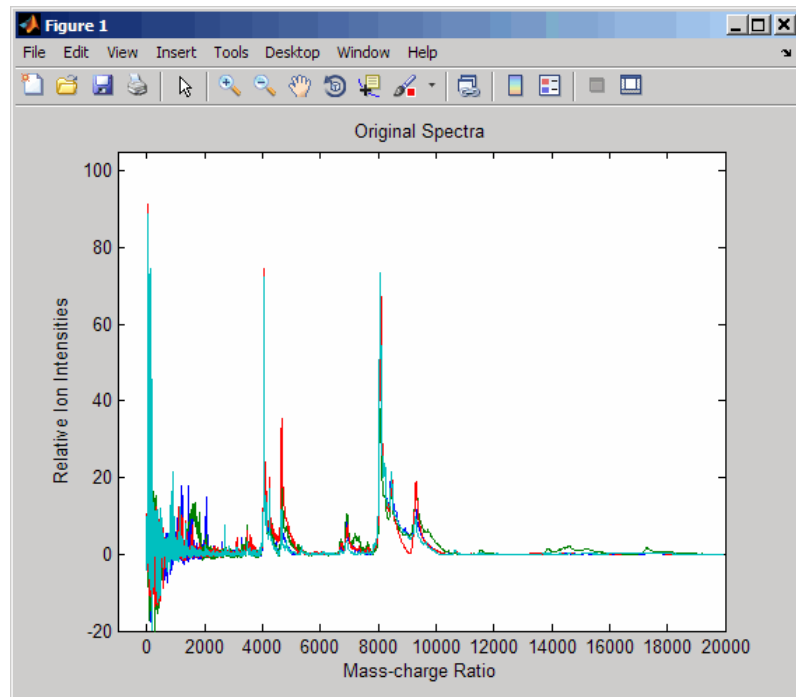 Figure 1
File Edit View Insert Tools Desktop Window Help
Original Spectra
100
80
60
40
20
0
-20
Relative Ion Intensities
0 2000 4000 6000 8000 10000 12000 14000 16000 18000 20000
Mass-charge Ratio